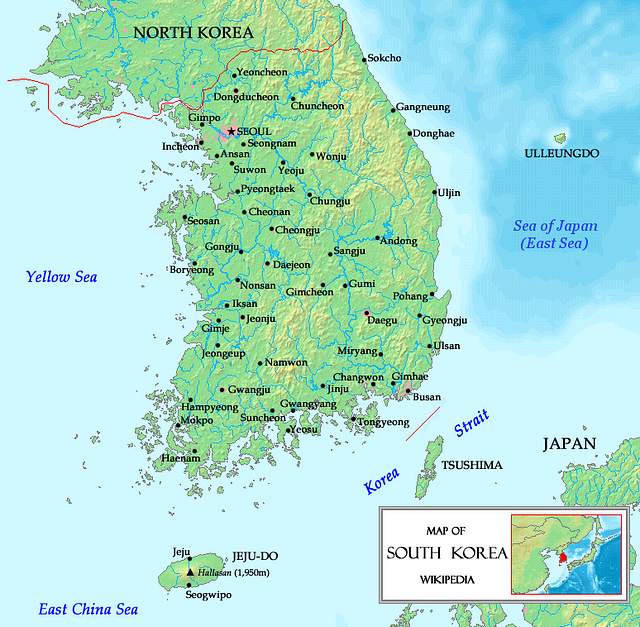 NORTH KOREA
Sokcho
Yeoncheon
Dongducheon
Chuncheon
Gangneung
Gimpo
SEOUL
Donghae
Incheon
Seongnam
Ansan
Wonju
ULLEUNGDO
Suwon
Yeoju
Pyeongtaek
Uljin
Chungju
Cheonan
Seosan
Cheongju
Sea of Japan
(East Sea)
Andong
Gongju
Sangju
Daejeon
Boryeong
Yellow Sea
Nonsan
Gumi
Gimcheon
Pohang
Iksan
Jeonju
Daegu
Gyeongju
Gimje
Ulsan
Jeongeup
Miryang
Namwon
Changwon
Gimhae
Gwangju
Jinju
Busan
Hampyeong
Gwangyang
Suncheon
Mokpo
Yeosu
Tongyeong
Strait
Haenam
JAPAN
TSUSHIMA
Korea
MAP OF
SOUTH KOREA
WIKIPEDIA
Jeju
JEJU-DO
Hallasan (1,950m)
Seogwipo
East China Sea